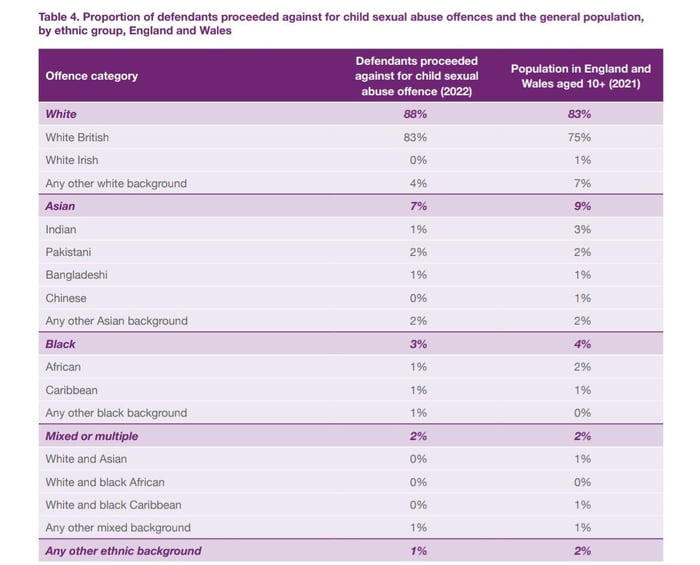 Table 4. Proportion of defendants proceeded against for child sexual abuse offences and the general population,
by ethnic group, England and Wales
Offence category
Defendants proceeded
against for child sexual
abuse offence (2022)
Population in England and
Wales aged 10+ (2021)
White 88% 83%
White British 83% 75%
White Irish 0% 1%
Any other white background 4% 7%
Asian 7% 9%
Indian 1% 3%
Pakistani 2% 2%
Bangladeshi 1% 1%
Chinese 0% 1%
Any other Asian background 2% 2%
Black 3% 4%
African 1% 2%
Caribbean 1% 1%
Any other black background 1% 0%
Mixed or multiple 2% 2%
White and Asian 0% 1%
White and black African 0% 0%
White and black Caribbean 0% 1%
Any other mixed background 1% 1%
Any other ethnic background 1% 2%